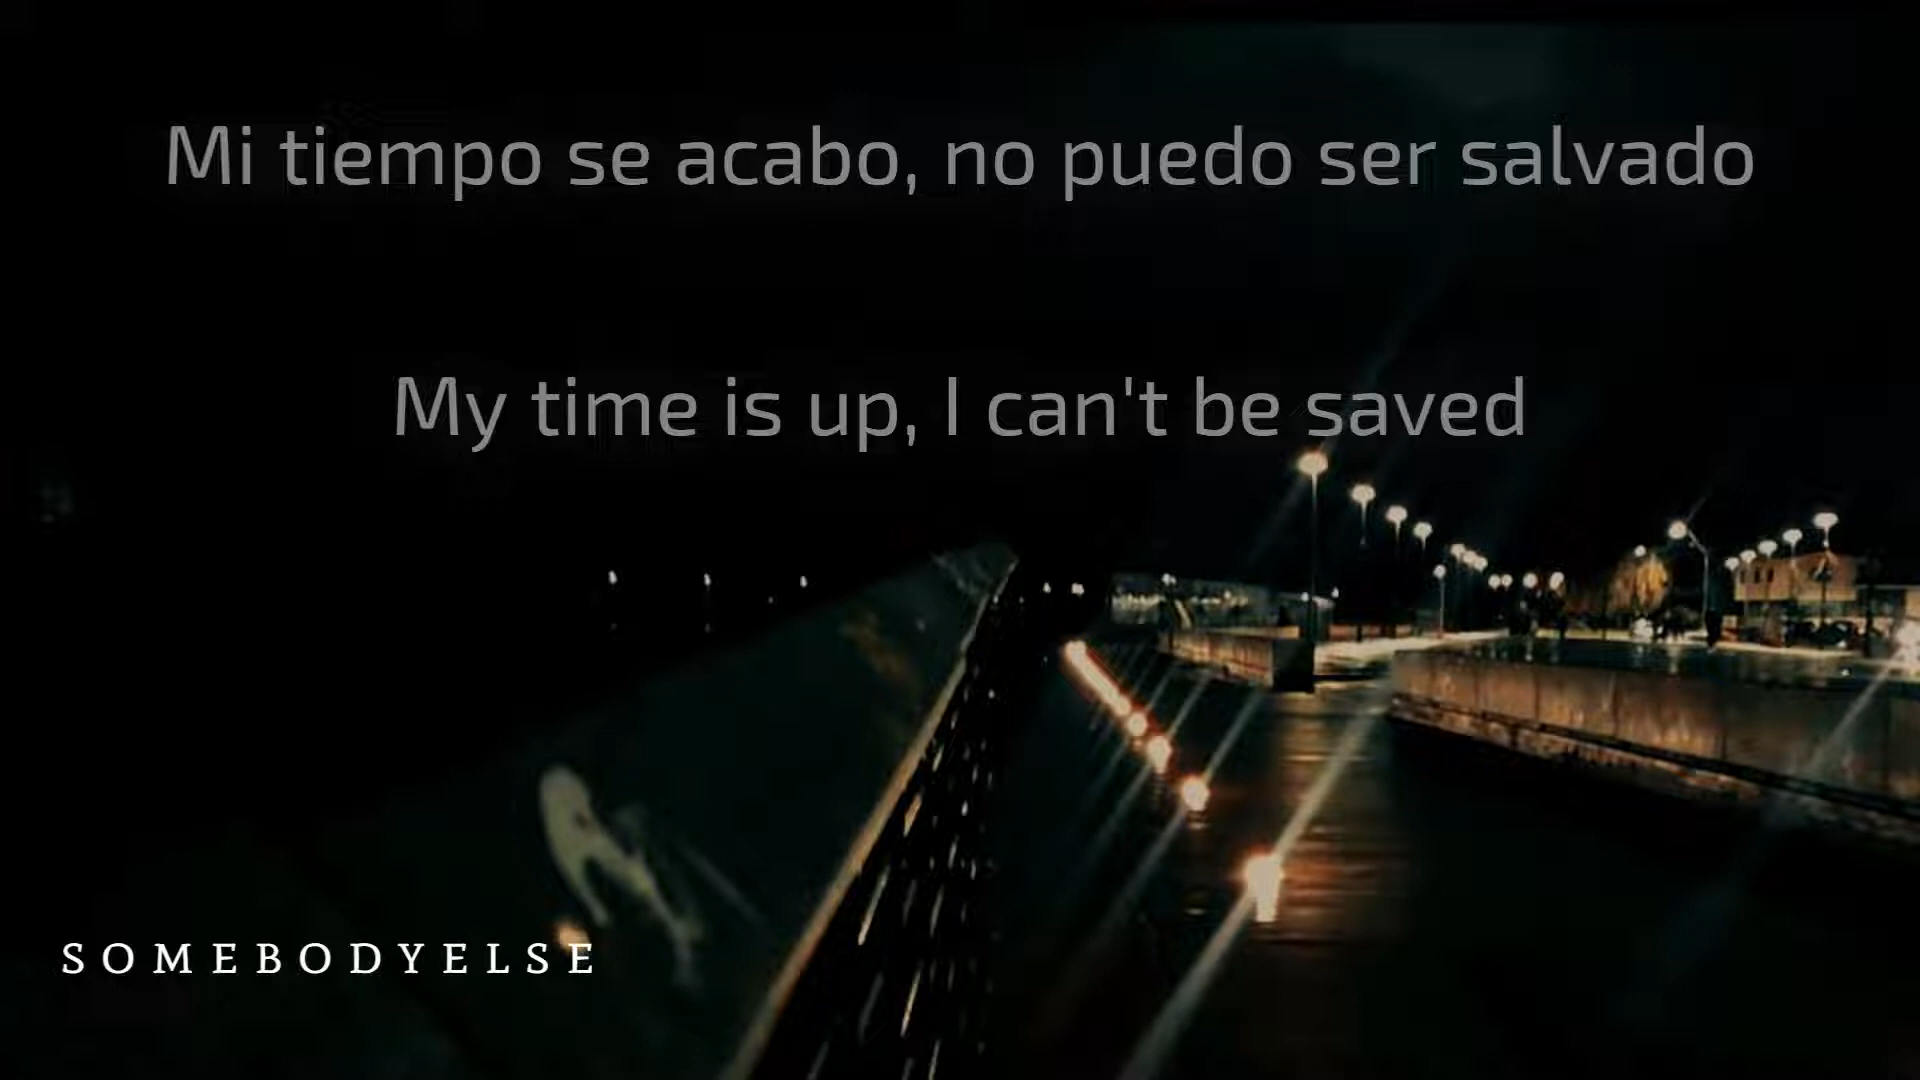 Mi tiempo se acabo, no puedo ser salvado
My time is up, I can't be saved
SOMEBODYELSE